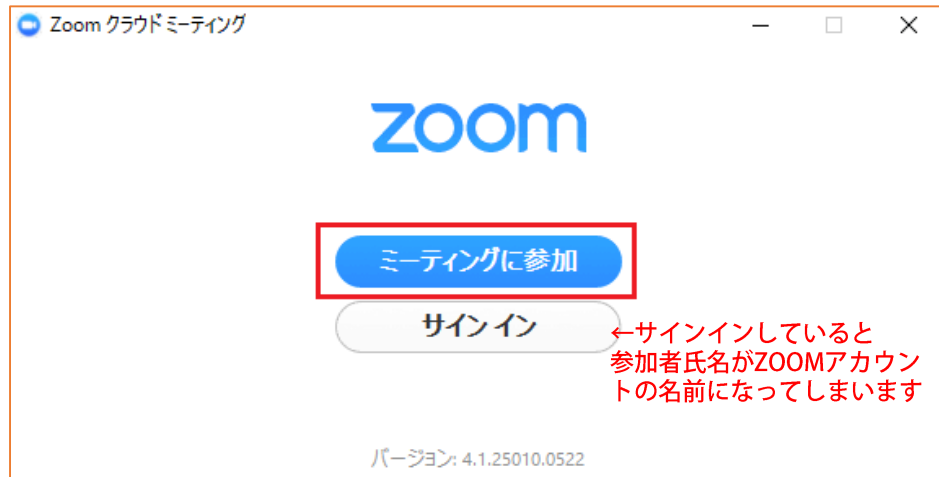 Zoom クラウド ミーティング
zoom
ミーティングに参加
サイン イン
←サインインしていると
参加者氏名がZOOMアカウン
トの名前になってしまいます
バージョン: 4.1.25010.0522